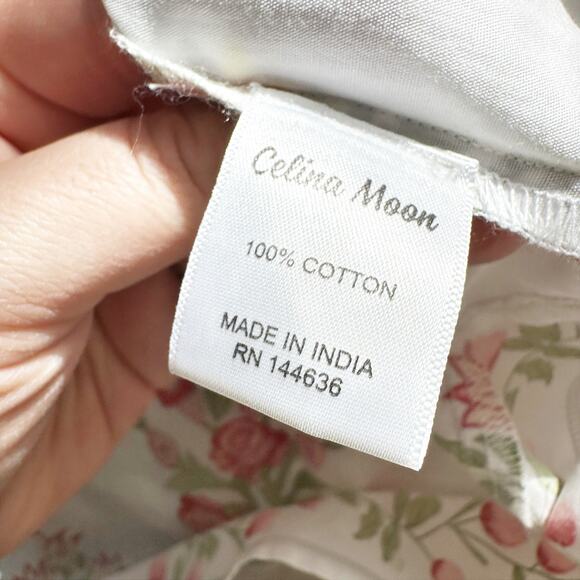 Celina Moon
100% COTTON
MADE IN INDIA
RN 144636